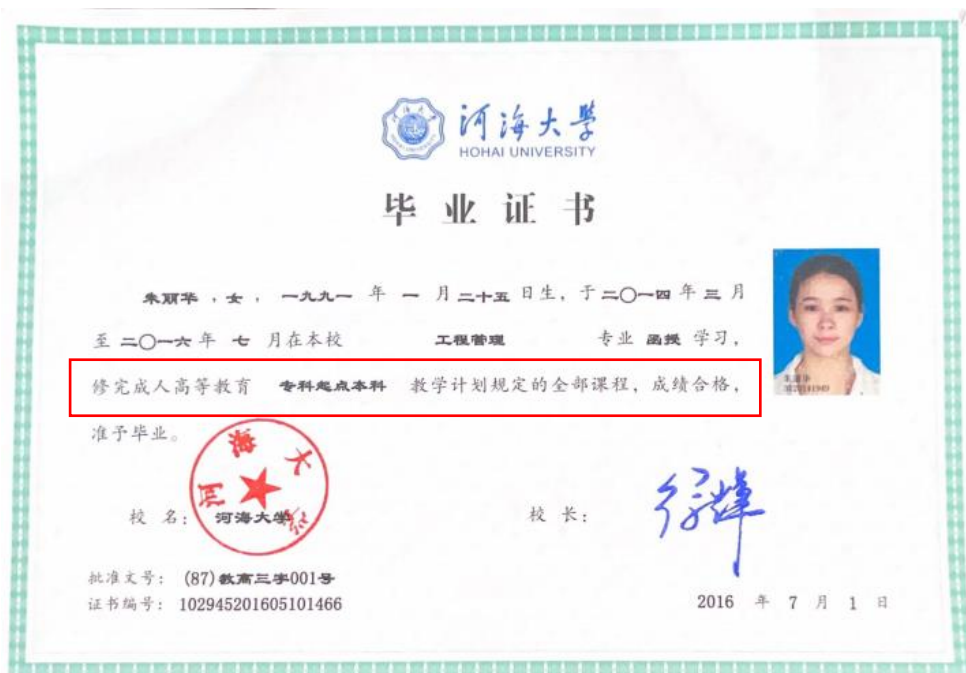 河海大學
HOHAI UNIVERSITY
毕业证书
朱丽华，女，一九九一 年 一 月二十五日生，于二〇一四年三月
至二〇一六年 七 月在本校 工程管理 专业 函授 学习，
修完成人高等教育 专科起点本科 教学计划规定的全部课程，成绩合格，
准予毕业。
河海大学
校 名： 河海大学 校 长：
批准文号： (87)教高三字001号
证书编号： 102945201605101466
2016 年 7 月 1 日